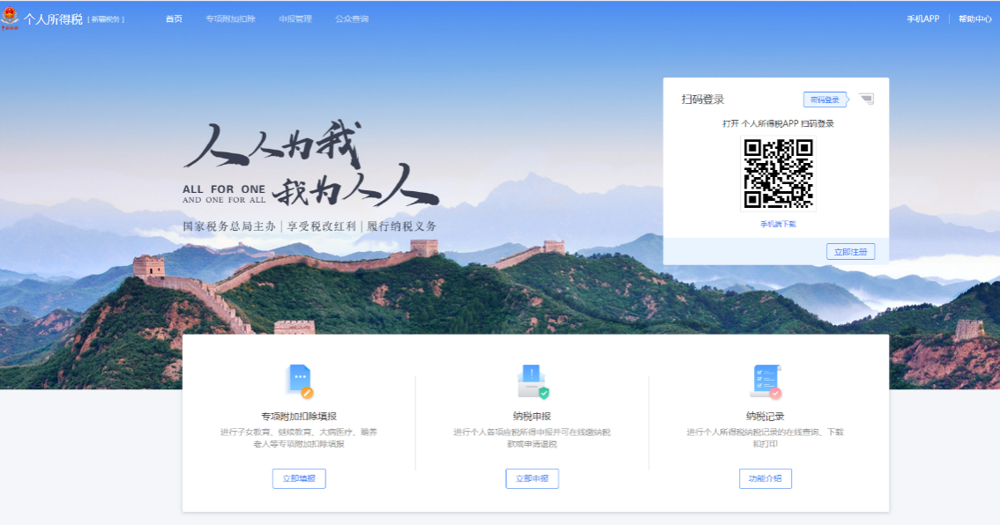 个人所得税 [ 新疆税务 ]
首页 专项附加扣除 申报管理 公众查询
手机APP 帮助中心
扫码登录 密码登录
打开 个人所得税APP 扫码登录
手机端下载
立即注册
人人为我
ALL FOR ONE
AND ONE FOR ALL
我为人人
国家税务总局主办 | 享受税改红利 | 履行纳税义务
专项附加扣除填报
进行子女教育、继续教育、大病医疗、赡养
老人等专项附加扣除填报
立即填报
纳税申报
进行个人各项应税所得申报并可在线缴纳税
款或申请退税
立即申报
纳税记录
进行个人所得税纳税记录的在线查询、下载
和打印
功能介绍